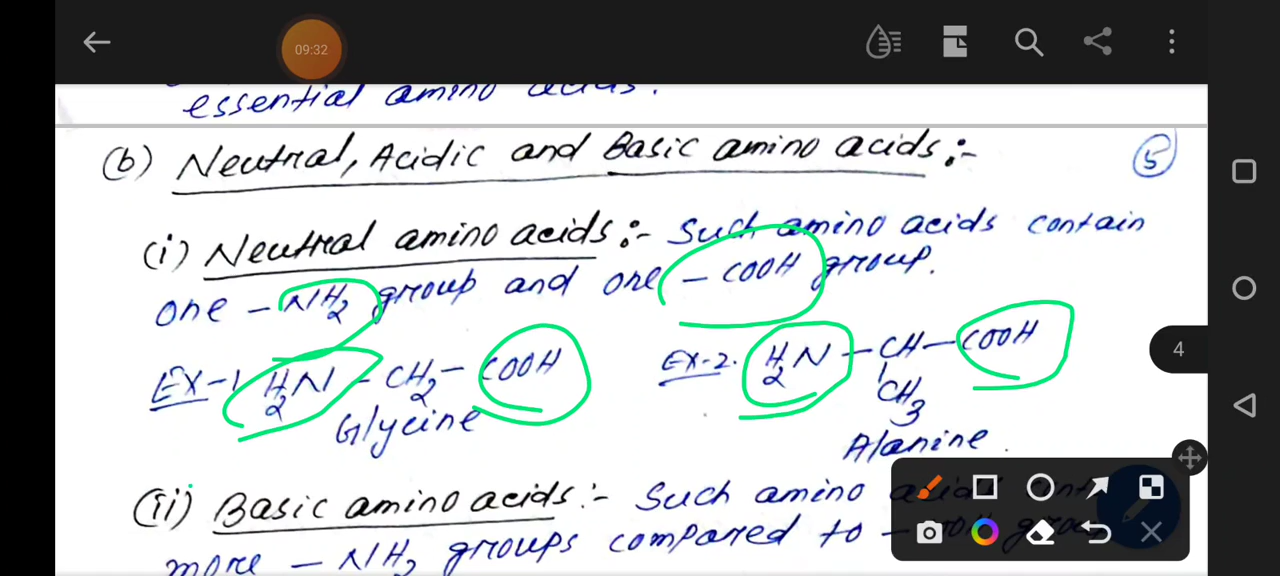 09:32
essential amino acids.
(b) Neutral, Acidic and Basic amino acids :-
5
(i) Neutral amino acids :- Such amino acids contain
one -NH2 group and one -COOH group.
Ex-1. H2N - CH2 - COOH
Glycine
Ex-2. H2N - CH - COOH
CH3
Alanine.
4
(ii) Basic amino acids :- Such amino
more - NH2 groups compared to